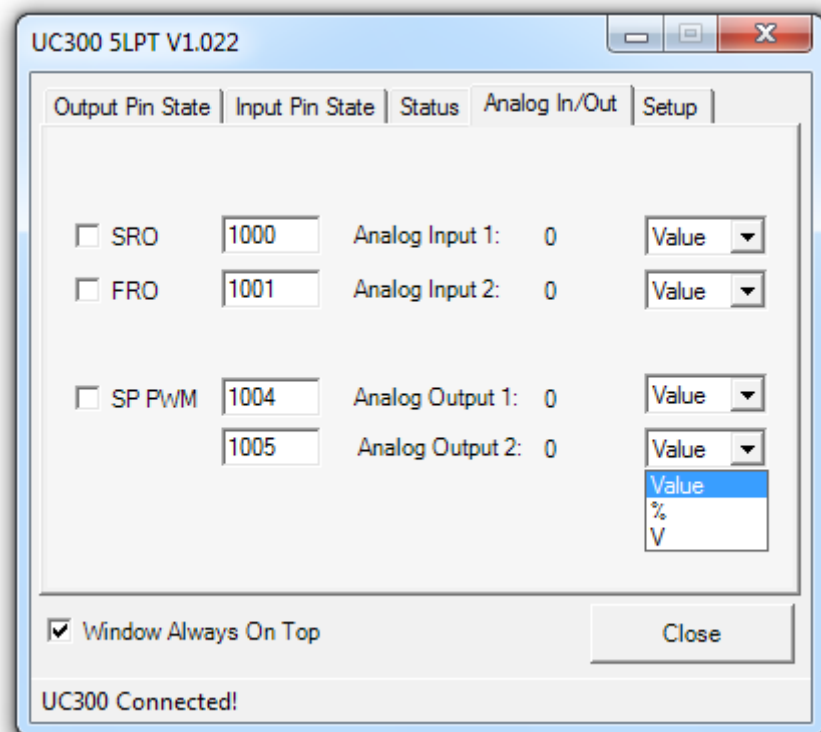 UC300 5LPT V1.022
Output Pin State Input Pin State Status Analog In/Out Setup
SRO 1000 Analog Input 1: 0 Value
FRO 1001 Analog Input 2: 0 Value
SP PWM 1004 Analog Output 1: 0 Value
1005 Analog Output 2: 0 Value
Value
%
V
Window Always On Top Close
UC300 Connected!